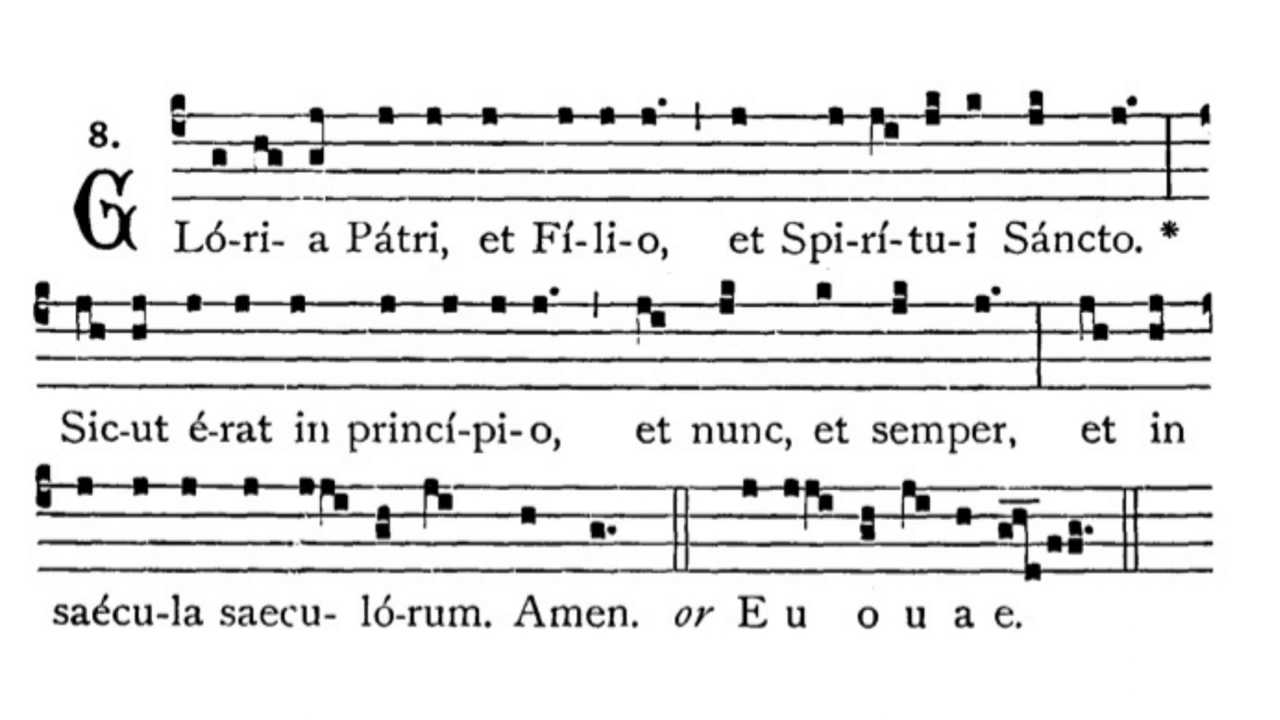 8.
GLó-ri- a Pátri, et Fí-li-o, et Spi-rí-tu-i Sáncto. *
Sic-ut é-rat in princí-pi-o, et nunc, et semper, et in
saécu-la saecu- ló-rum. Amen. or E u o u a e.